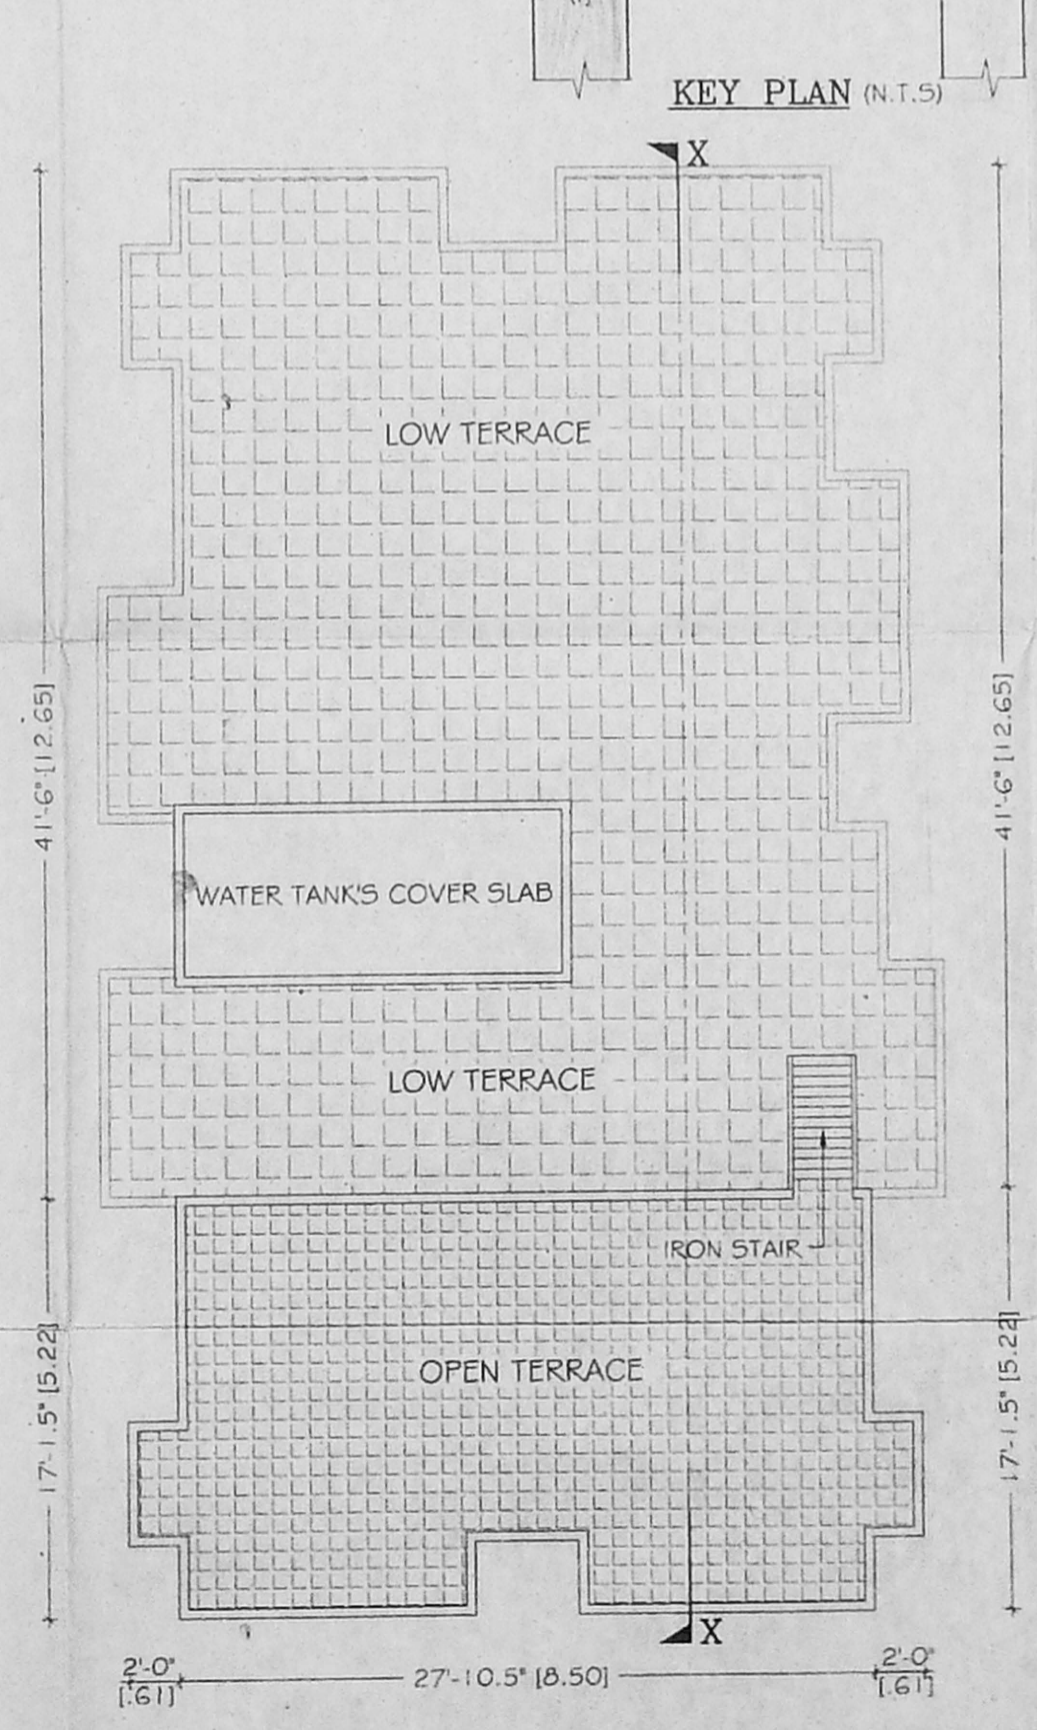 KEY PLAN (N.T.S)
X
LOW TERRACE
41'-6" [12.65]
41'-6" [12.65]
WATER TANK'S COVER SLAB
LOW TERRACE
IRON STAIR
OPEN TERRACE
17'-1.5" [5.22]
17'-1.5" [5.22]
X
2'-0"
[.61]
27'-10.5" [8.50]
2'-0"
[.61]